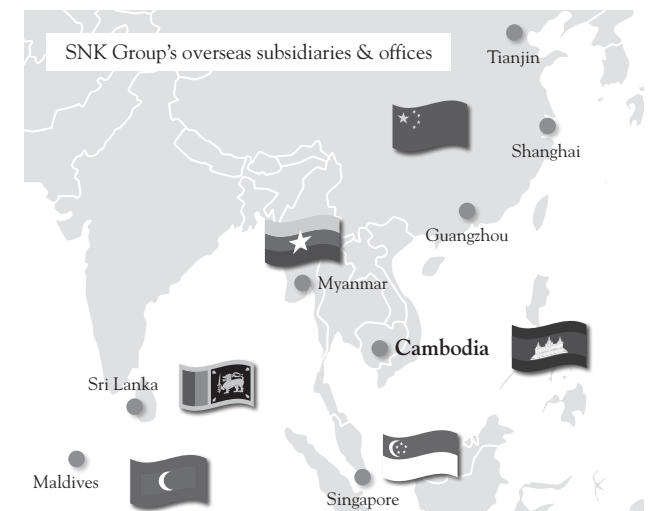 SNK Group's overseas subsidiaries & offices
Tianjin
Shanghai
Guangzhou
Myanmar
Cambodia
Sri Lanka
Maldives
Singapore